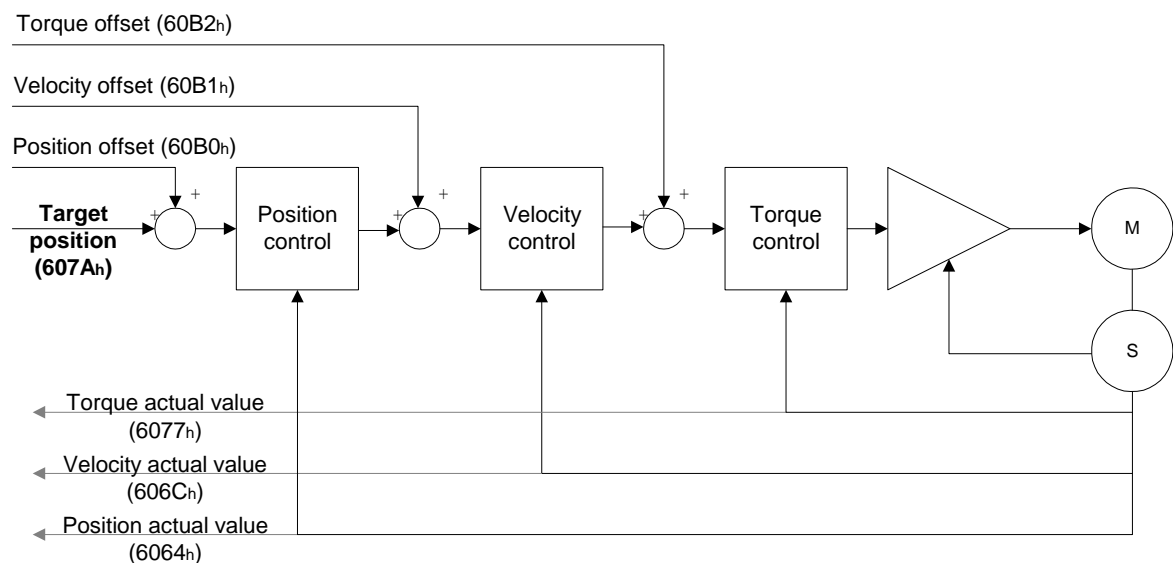 Torque offset (60B2h)
Velocity offset (60B1h)
Position offset (60B0h)
+
+
+
+
+
+
Target
position
(607Ah)
Position
control
Velocity
control
Torque
control
M
S
Torque actual value
(6077h)
Velocity actual value
(606Ch)
Position actual value
(6064h)